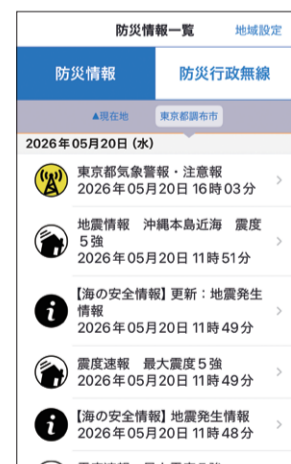 防災情報一覧
地域設定
防災情報
防災行政無線
▲現在地
東京都調布市
2026年05月20日（水）
東京都気象警報・注意報
2026年05月20日 16時03分
地震情報　沖縄本島近海　震度
５強
2026年05月20日 11時51分
【海の安全情報】更新：地震発生
情報
2026年05月20日 11時49分
震度速報　最大震度５強
2026年05月20日 11時49分
【海の安全情報】地震発生情報
2026年05月20日 11時48分